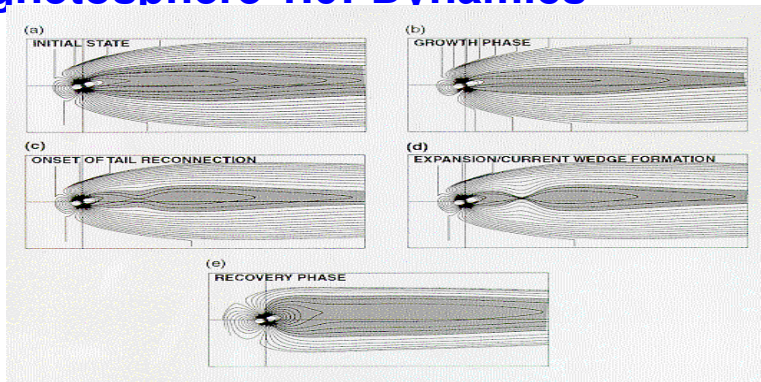 (a)
INITIAL STATE
(b)
GROWTH PHASE
(c)
ONSET OF TAIL RECONNECTION
(d)
EXPANSION/CURRENT WEDGE FORMATION
(e)
RECOVERY PHASE